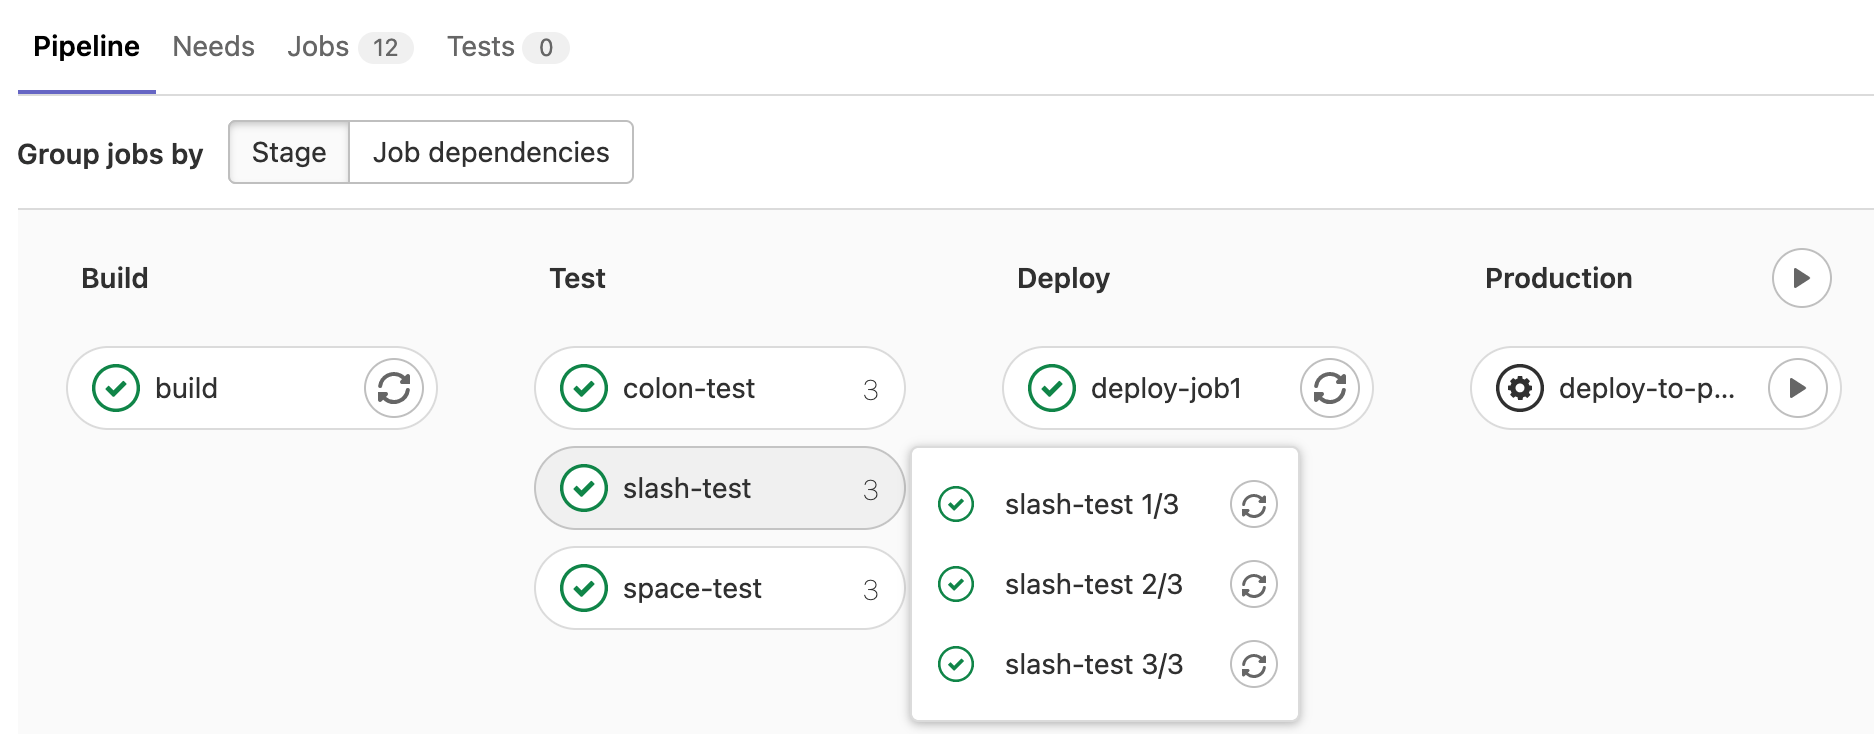 Pipeline Needs Jobs 12 Tests 0
Group jobs by Stage Job dependencies
Build Test Deploy Production
build colon-test 3 deploy-job1 deploy-to-p...
slash-test 3
slash-test 1/3
slash-test 2/3
space-test 3
slash-test 3/3